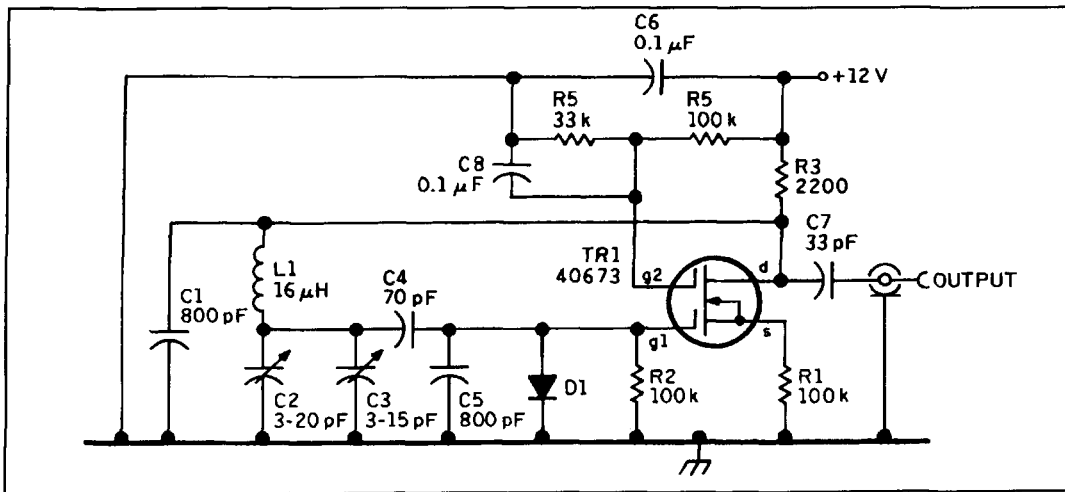 C6
0.1 µF
+12 V
R5
33 k
R5
100 k
C8
0.1 µF
R3
2200
C7
33 pF
TR1
40673
g2
d
OUTPUT
L1
16 µH
C4
70 pF
C1
800 pF
g1
s
C2
3-20 pF
C3
3-15 pF
C5
800 pF
D1
R2
100 k
R1
100 k